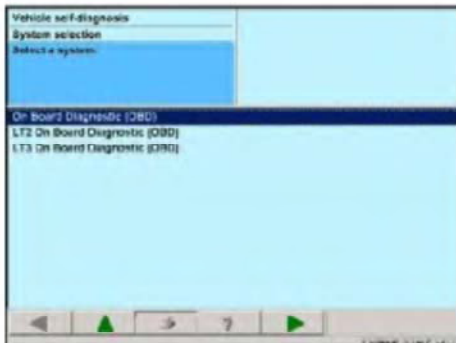 Vehicle self-diagnosis
System selection
Select a system
On Board Diagnostic (OBD)
LT2 On Board Diagnostic (OBD)
LT3 On Board Diagnostic (OBD)
?